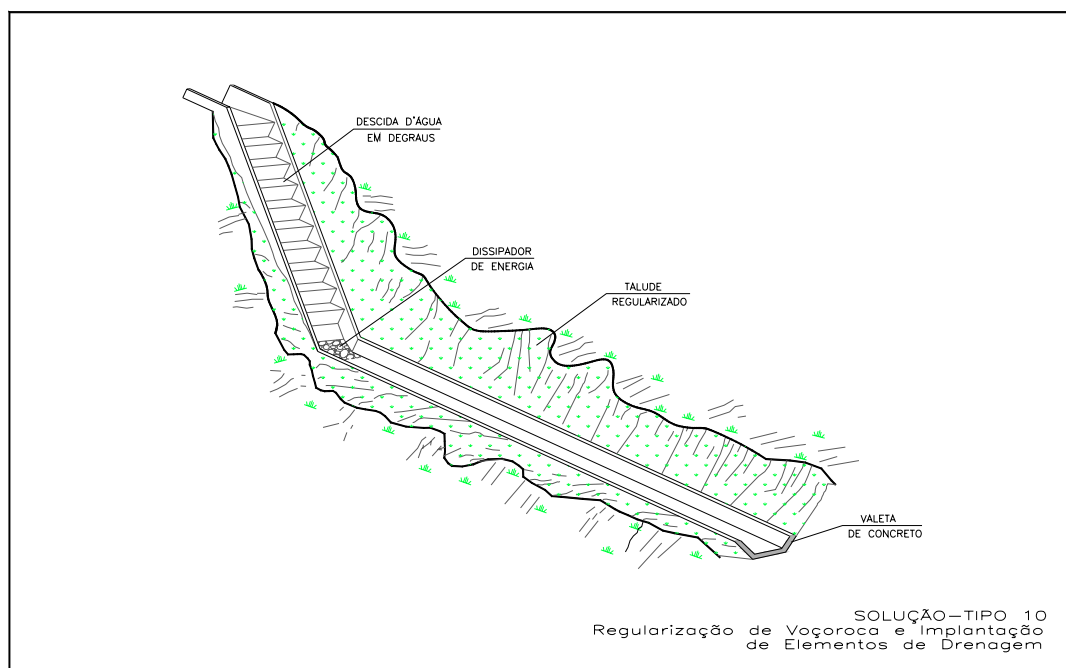 DESCIDA D'ÁGUA
EM DEGRAUS
DISSIPADOR
DE ENERGIA
TALUDE
REGULARIZADO
VALETA
DE CONCRETO
SOLUÇÃO-TIPO 10
Regularização de Voçoroca e Implantação
de Elementos de Drenagem